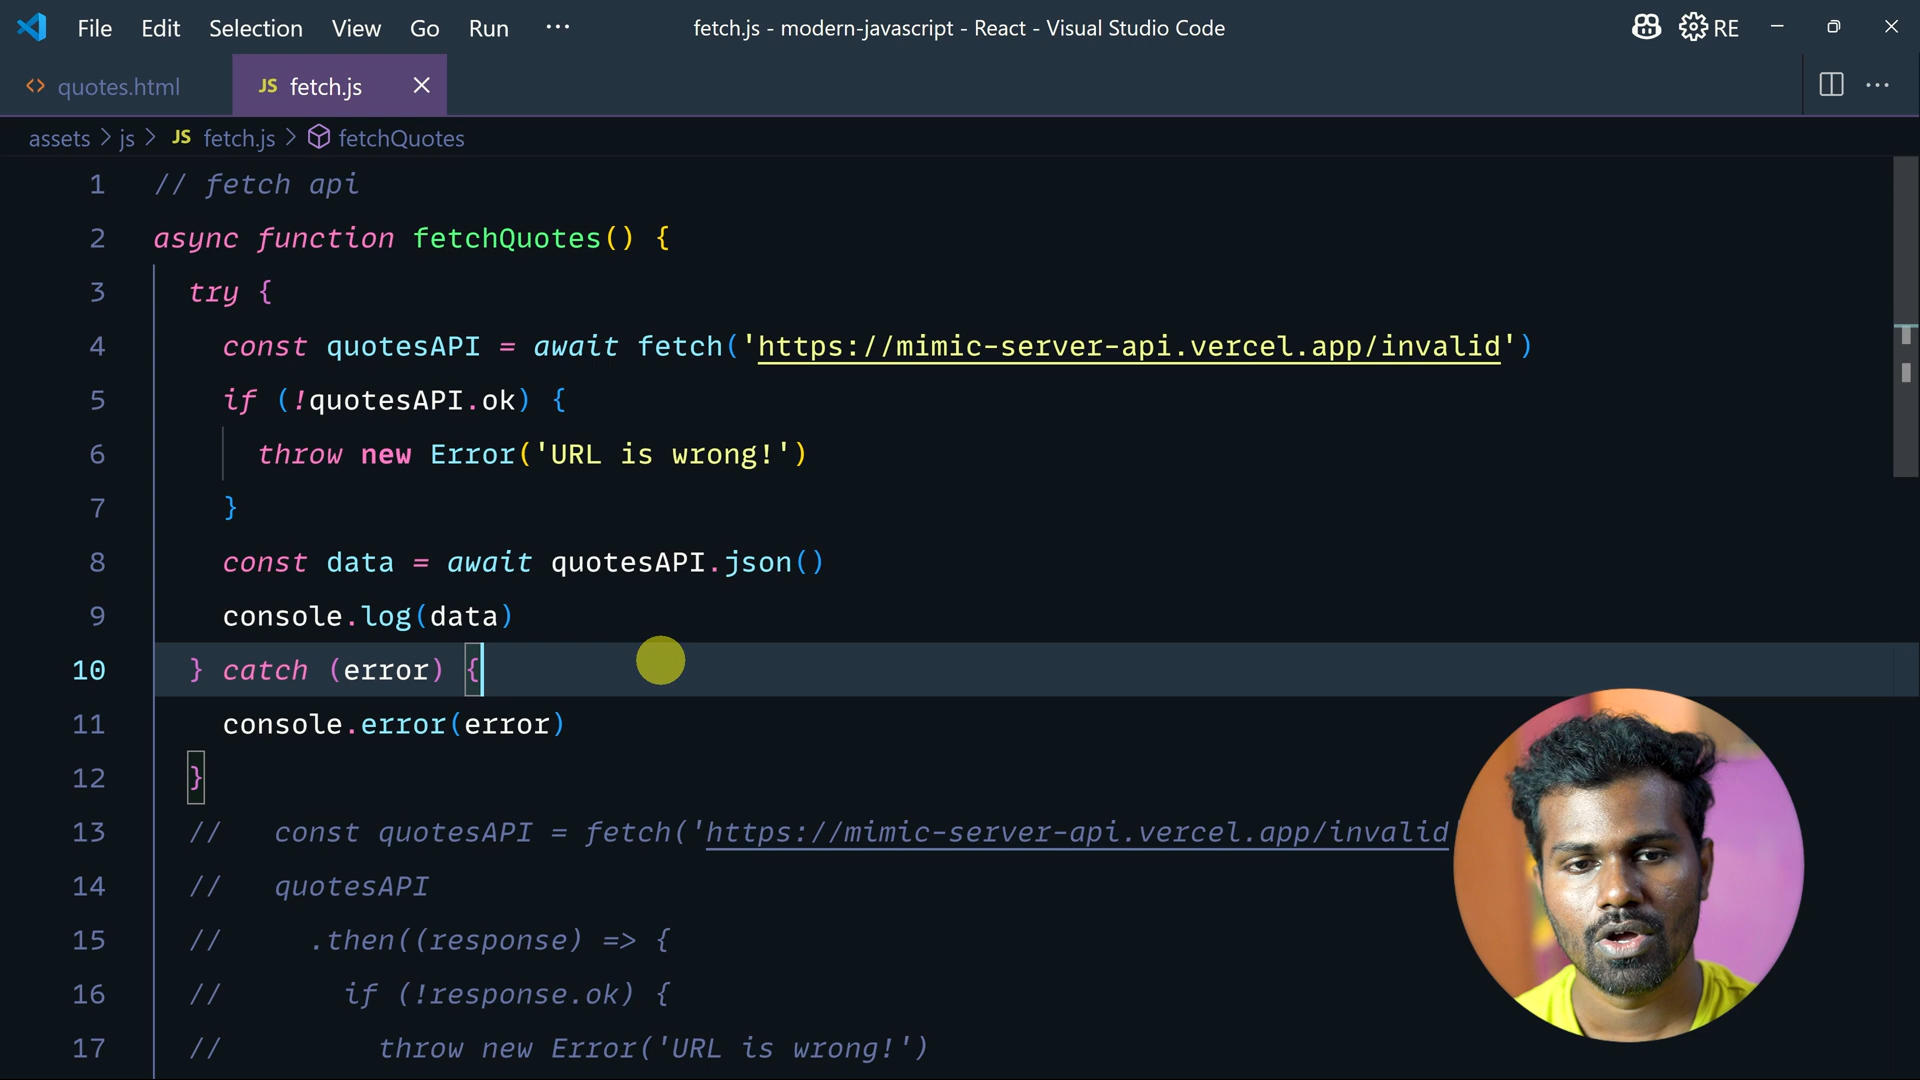 File Edit Selection View Go Run ··· fetch.js - modern-javascript - React - Visual Studio Code RE
quotes.html JS fetch.js
assets > js > JS fetch.js > fetchQuotes
1 // fetch api
2 async function fetchQuotes() {
3 try {
4 const quotesAPI = await fetch('https://mimic-server-api.vercel.app/invalid')
5 if (!quotesAPI.ok) {
6 throw new Error('URL is wrong!')
7 }
8 const data = await quotesAPI.json()
9 console.log(data)
10 } catch (error) {
11 console.error(error)
12 }
13 // const quotesAPI = fetch('https://mimic-server-api.vercel.app/invalid'
14 // quotesAPI
15 // .then((response) => {
16 // if (!response.ok) {
17 // throw new Error('URL is wrong!')